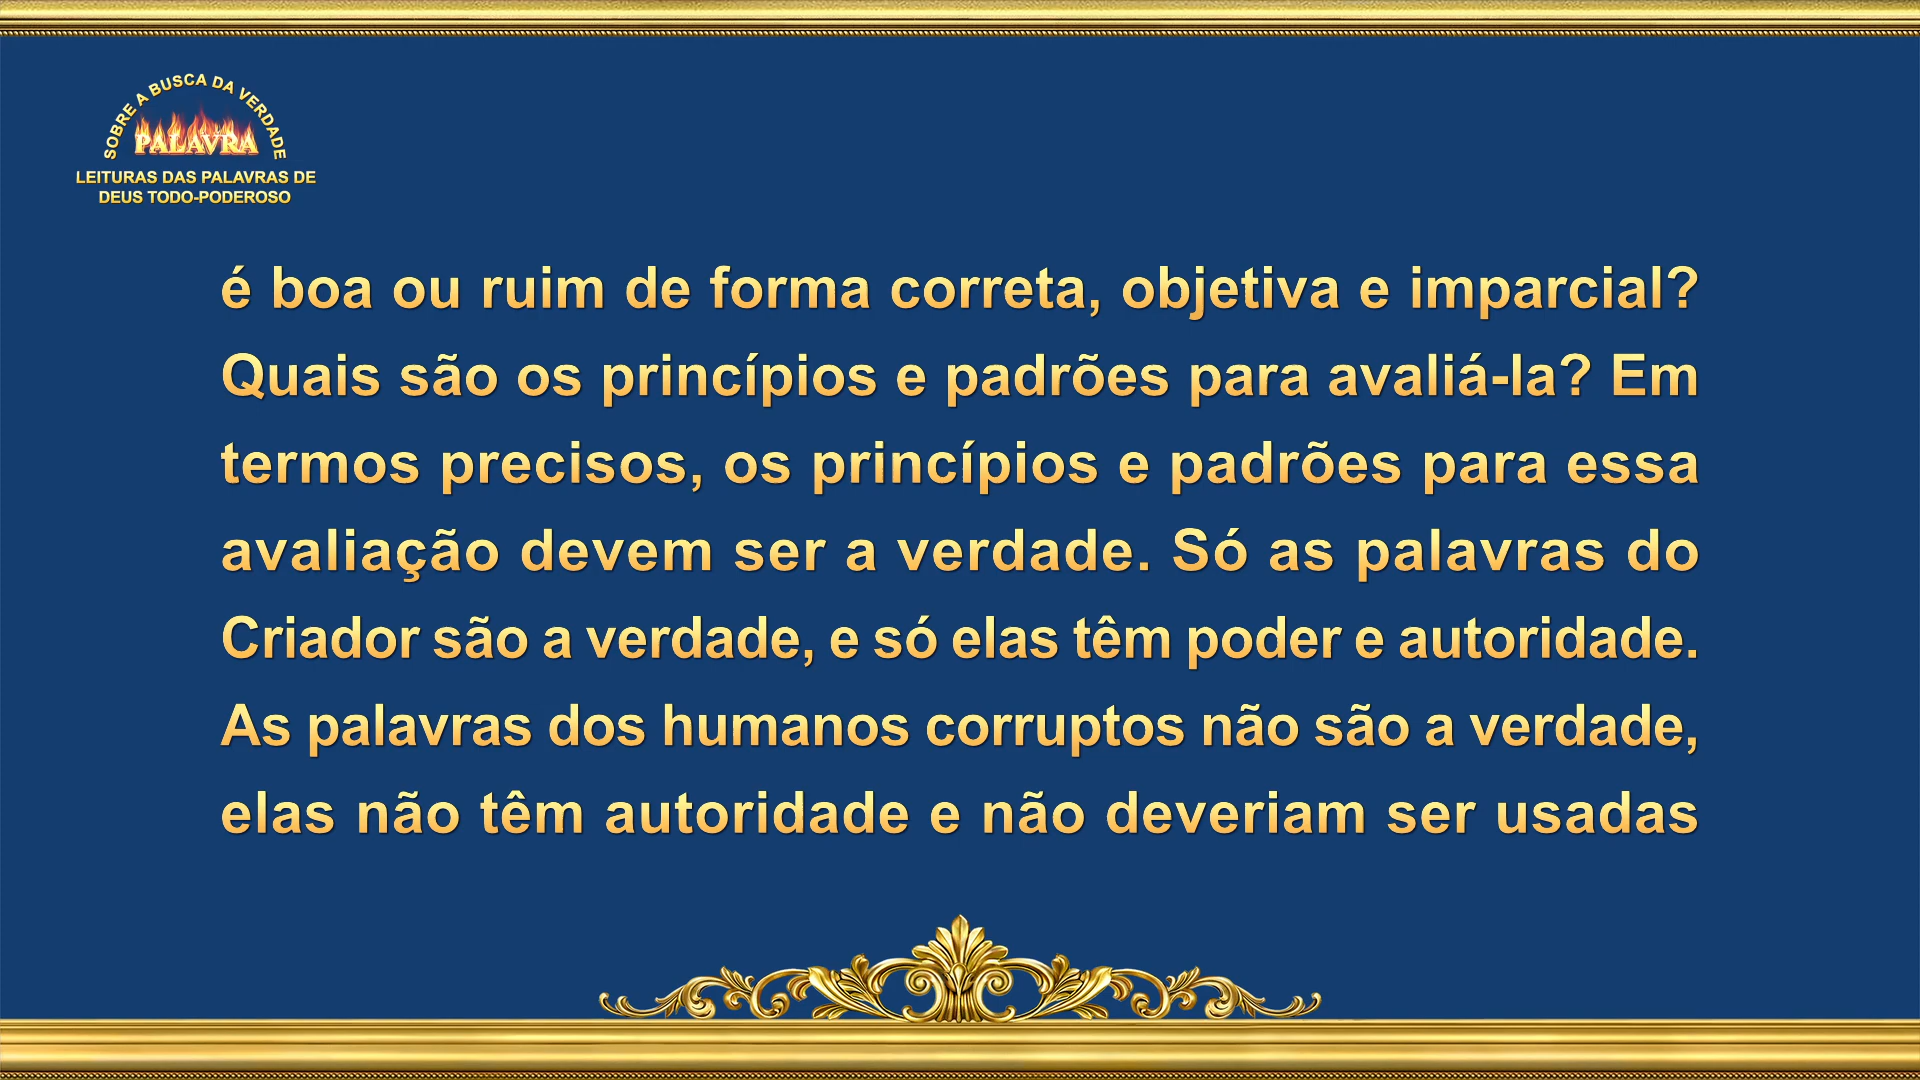 SOBRE A BUSCA DA VERDADE
PALAVRA
LEITURAS DAS PALAVRAS DE
DEUS TODO-PODEROSO
é boa ou ruim de forma correta, objetiva e imparcial?
Quais são os princípios e padrões para avaliá-la? Em
termos precisos, os princípios e padrões para essa
avaliação devem ser a verdade. Só as palavras do
Criador são a verdade, e só elas têm poder e autoridade.
As palavras dos humanos corruptos não são a verdade,
elas não têm autoridade e não deveriam ser usadas